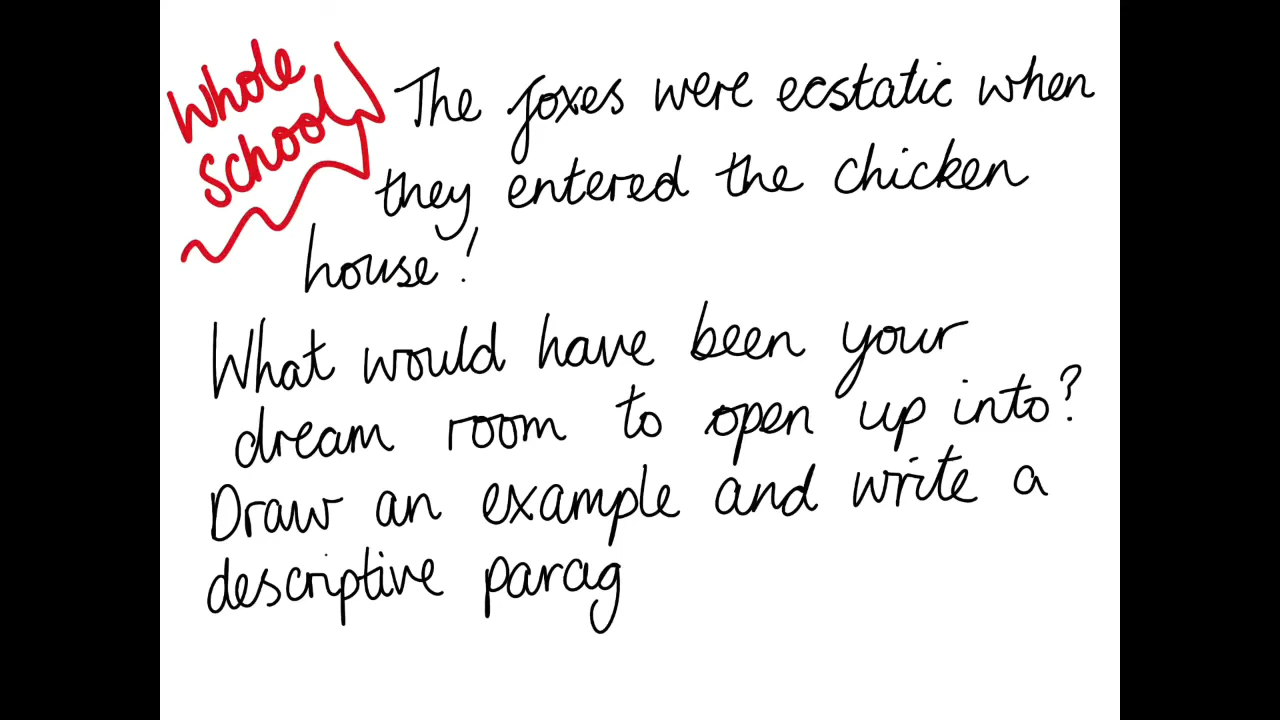 Whole
School
The foxes were ecstatic when
they entered the chicken
house!
What would have been your
dream room to open up into?
Draw an example and write a
descriptive parag